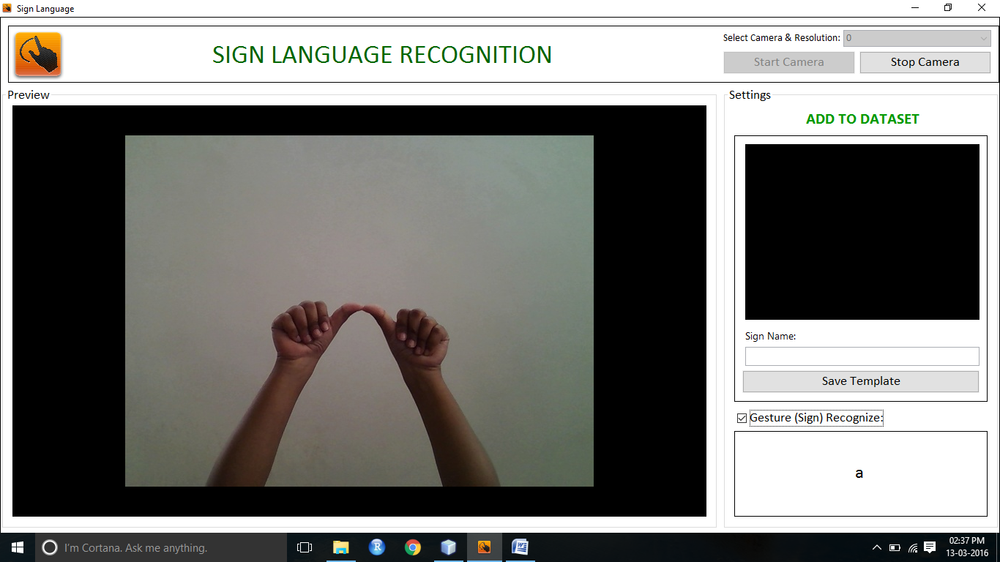 Sign Language
SIGN LANGUAGE RECOGNITION
Select Camera & Resolution: 0
Start Camera
Stop Camera
Preview
Settings
ADD TO DATASET
Sign Name:
Save Template
Gesture (Sign) Recognize:
a
I'm Cortana. Ask me anything.
R
W
02:37 PM
13-03-2016